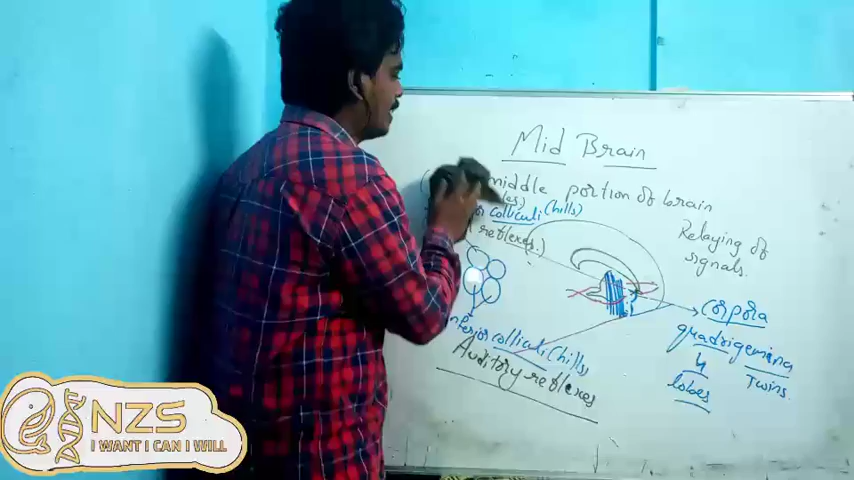 Mid Brain
middle portion of brain
colliculi (hills)
reflexes.)
Relaying of
signals.
Corpora
quadrigemina
4
lobes
Twins.
inferior colliculi (hills
Auditory reflexes.
NZS
I WANT I CAN I WILL